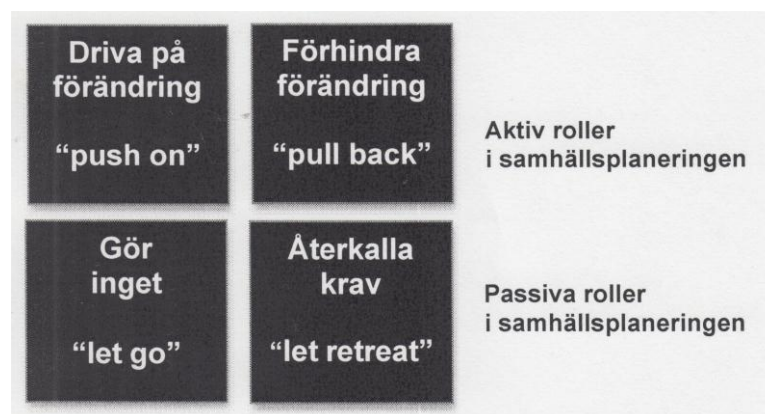 Driva på
förändring
“push on”
Förhindra
förändring
“pull back”
Aktiv roller
i samhällsplaneringen
Gör
inget
“let go”
Återkalla
krav
“let retreat”
Passiva roller
i samhällsplaneringen